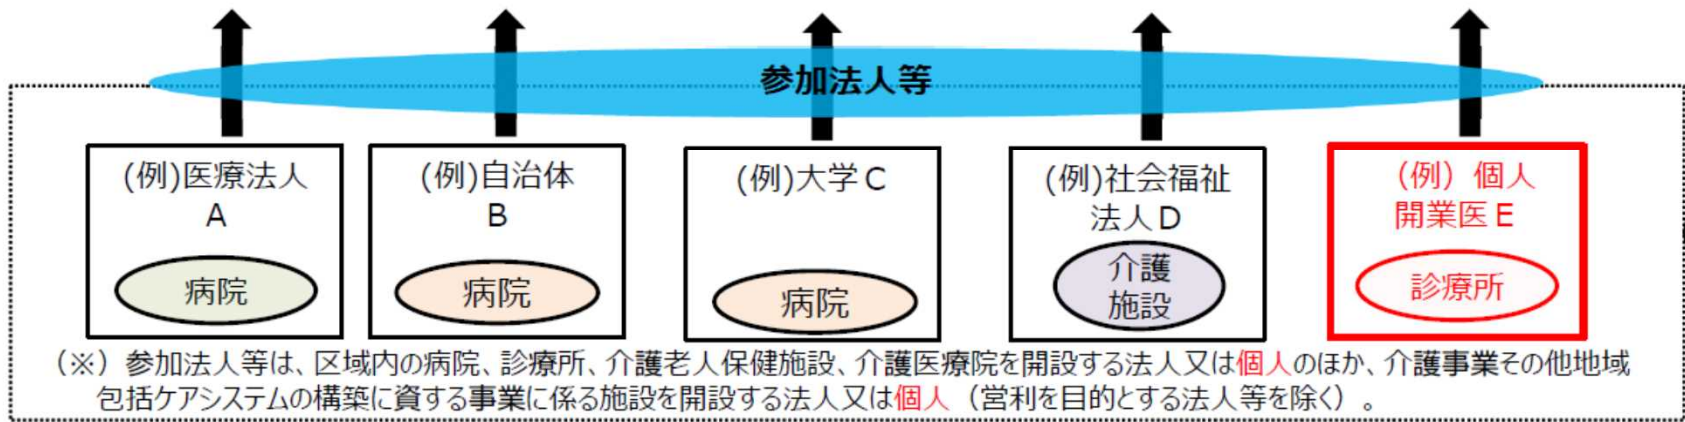 参加法人等
(例)医療法人
A
病院
(例)自治体
B
病院
(例)大学C
病院
(例)社会福祉
法人D
介護
施設
(例) 個人
開業医E
診療所
(※) 参加法人等は、区域内の病院、診療所、介護老人保健施設、介護医療院を開設する法人又は個人のほか、介護事業その他地域
包括ケアシステムの構築に資する事業に係る施設を開設する法人又は個人 (営利を目的とする法人等を除く) 。